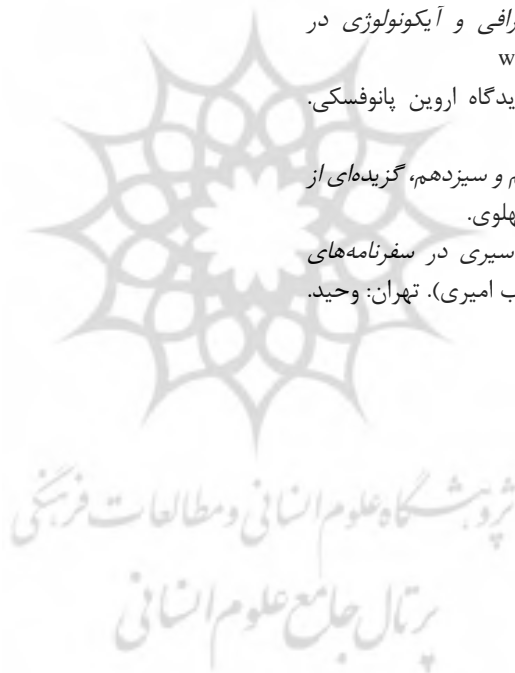 رافی و آیکونولوژی در
w
یدگاه اروین پانوفسکی.
م و سیزدهم، گزیده‌ای از
هلوی.
سیری در سفرنامه‌های
ب امیری). تهران: وحید.
پژوهشگاه علوم انسانی و مطالعات فرهنگی
پرتال جامع علوم انسانی